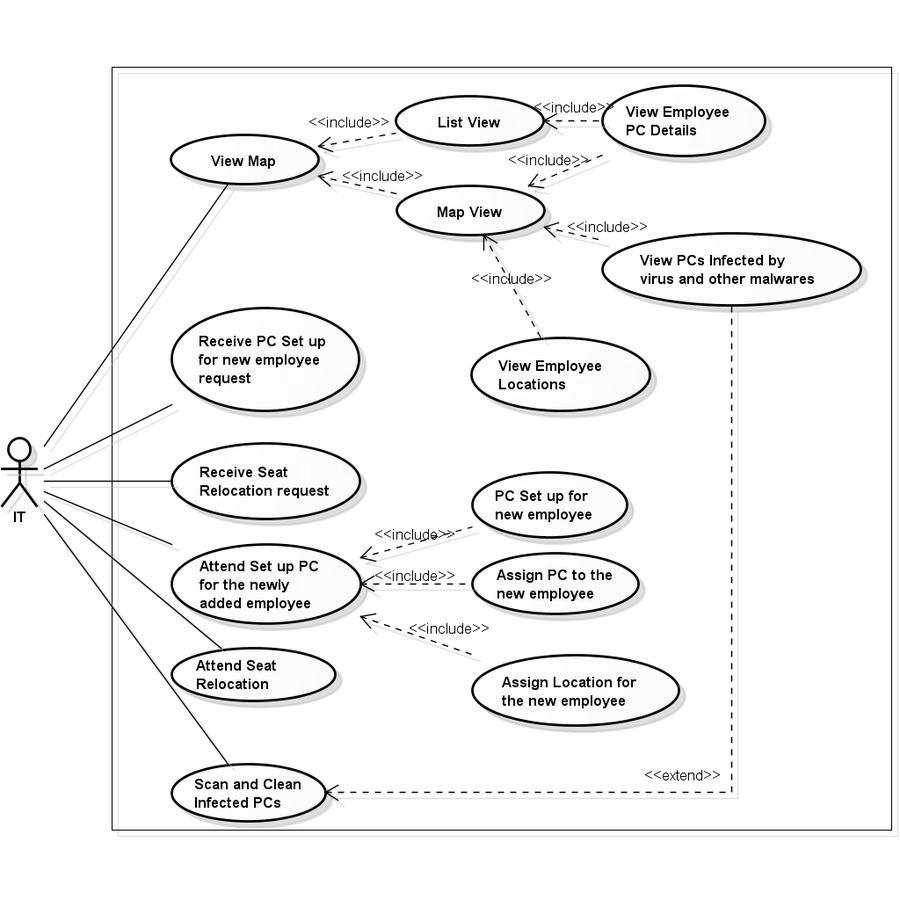 <<include>>
<<include>>
List View
View Employee
PC Details
View Map
<<include>>
<<include>>
Map View
<<include>>
View PCs Infected by
virus and other malwares
<<include>>
Receive PC Set up
for new employee
request
View Employee
Locations
Receive Seat
Relocation request
PC Set up for
new employee
IT
<<include>>
Attend Set up PC
for the newly
added employee
<<include>>
Assign PC to the
new employee
<<include>>
Attend Seat
Relocation
Assign Location for
the new employee
<<extend>>
Scan and Clean
Infected PCs